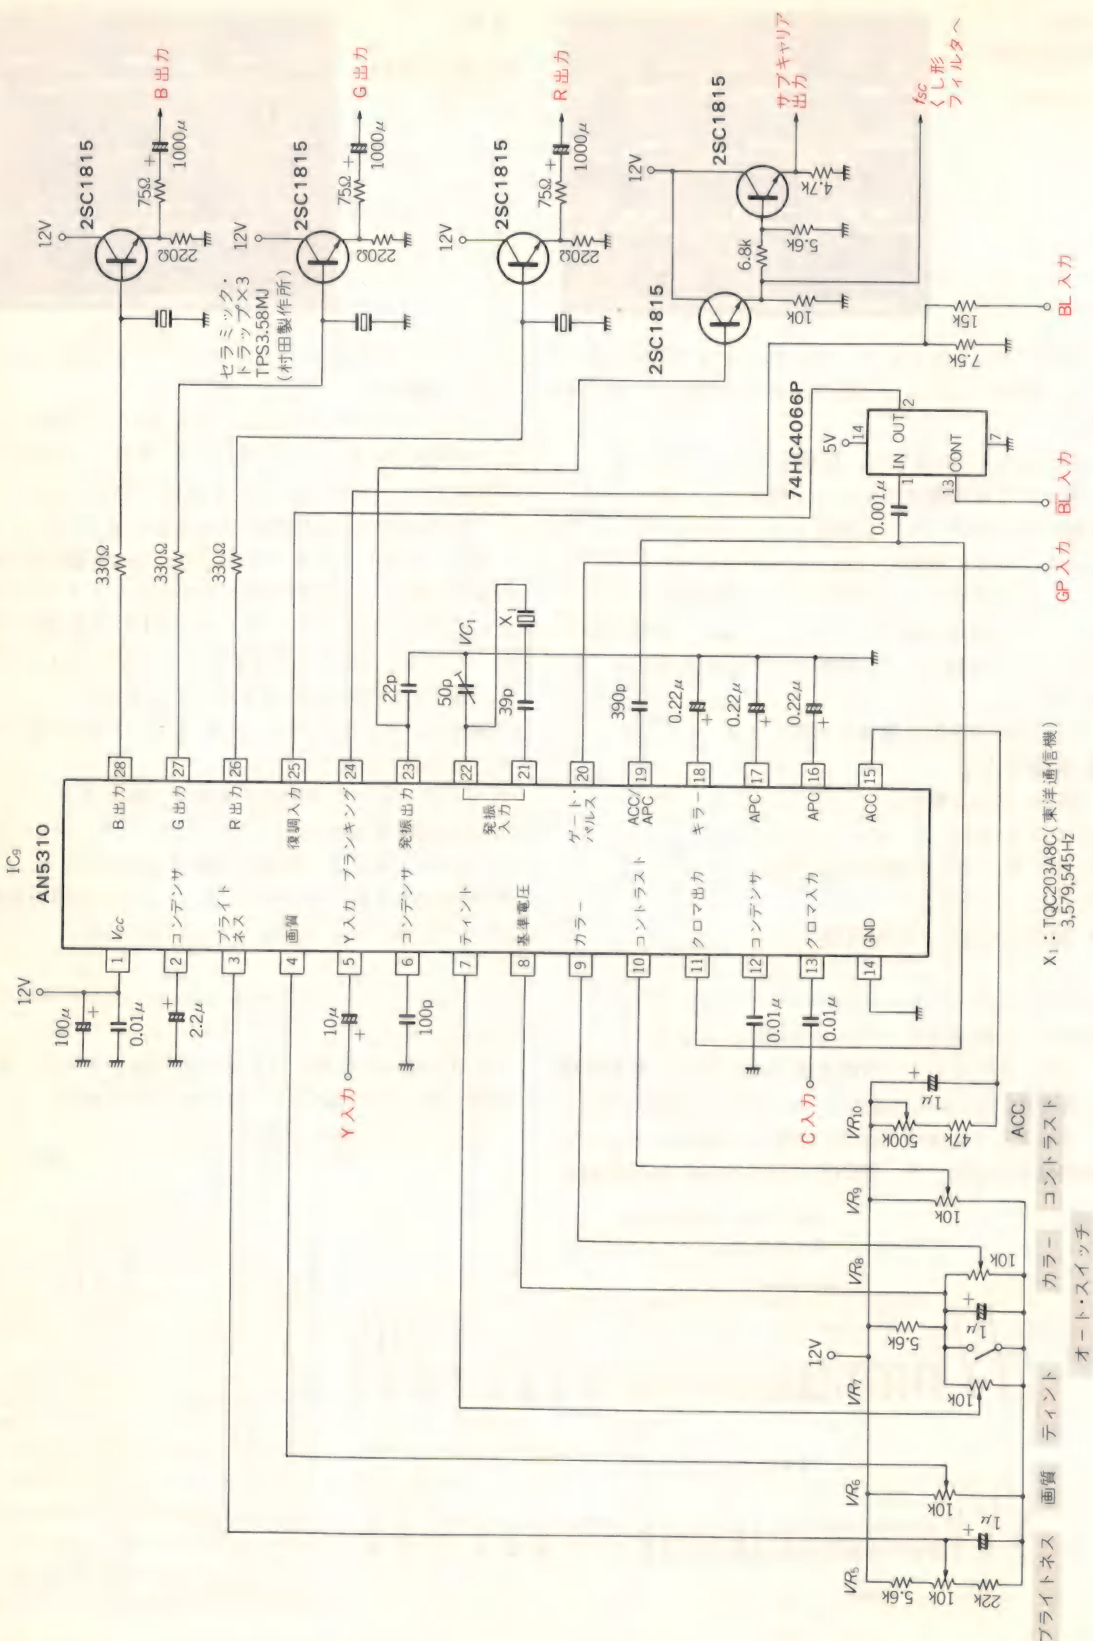 IC₉
AN5310
12V
100μ
+
0.01μ
2.2μ
+
10μ
+
Y入力
100p
0.01μ
0.01μ
C入力
1
Vcc
2
コンデンサ
3
ブライト
ネス
4
画質
5
Y入力
6
コンデンサ
7
ティント
8
基準電圧
9
カラー
10
コントラスト
11
クロマ出力
12
コンデンサ
13
クロマ入力
14
GND
28
B出力
27
G出力
26
R出力
25
復調入力
24
ブランキング
23
発振出力
22
21
発振
入力
20
ゲート・
パルス
19
ACC/
APC
18
キラー
17
APC
16
APC
15
ACC
330Ω
330Ω
330Ω
22p
50p
VC₁
39p
X₁
390p
0.22μ
+
0.22μ
+
0.22μ
+
12V
2SC1815
75Ω
+
1000μ
B出力
220Ω
12V
2SC1815
75Ω
+
1000μ
G出力
220Ω
セラミック・
トラップ×3
TPS3.58MJ
(村田製作所)
12V
2SC1815
75Ω
+
1000μ
R出力
220Ω
12V
2SC1815
サブキャリア
出力
4.7k
5.6k
6.8k
2SC1815
10k
fsc
くし形
フィルタへ
15k
7.5k
BL入力
74HC4066P
5V
14
2
IN OUT
1
13
CONT
7
0.001μ
B̅L̅入力
GP入力
X₁:TQC203A8C(東洋通信機)
3,579,545Hz
VR₅
5.6k
10k
22k
1μ
+
ブライトネス
VR₆
10k
画質
VR₇
10k
ティント
12V
5.6k
1μ
+
オート・スイッチ
VR₈
10k
カラー
VR₉
10k
コントラスト
VR₁₀
500k
47k
1μ
+
ACC